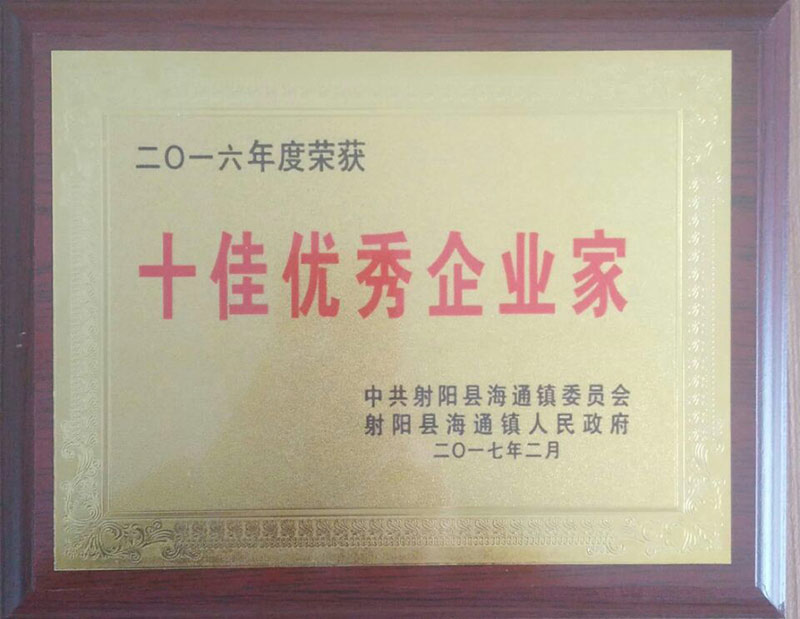 二〇一六年度荣获
十佳优秀企业家
中共射阳县海通镇委员会
射阳县海通镇人民政府
二〇一七年二月